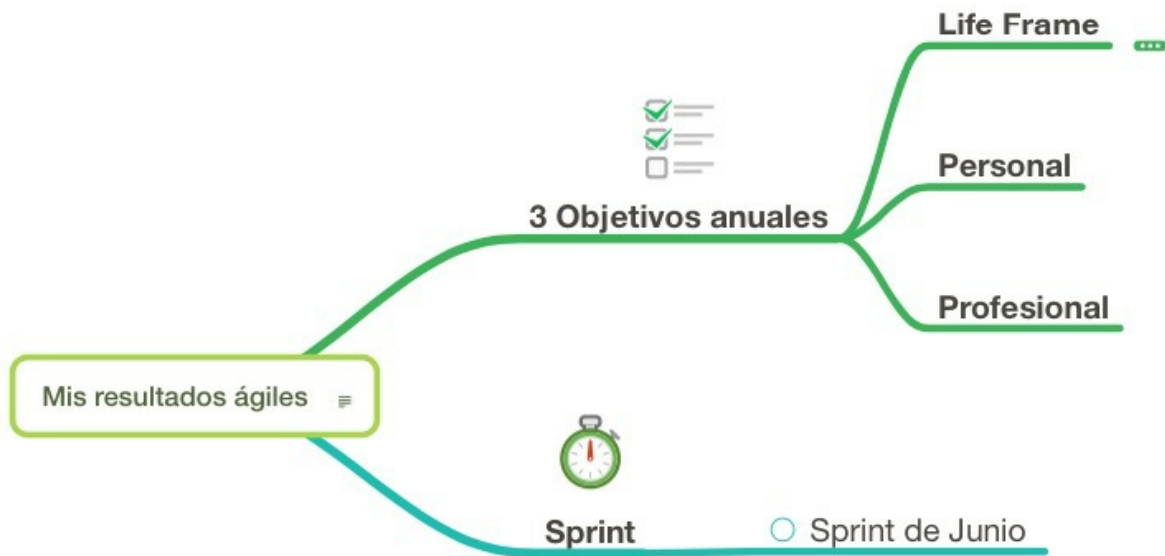 Life Frame
Personal
3 Objetivos anuales
Profesional
Mis resultados ágiles
Sprint
Sprint de Junio